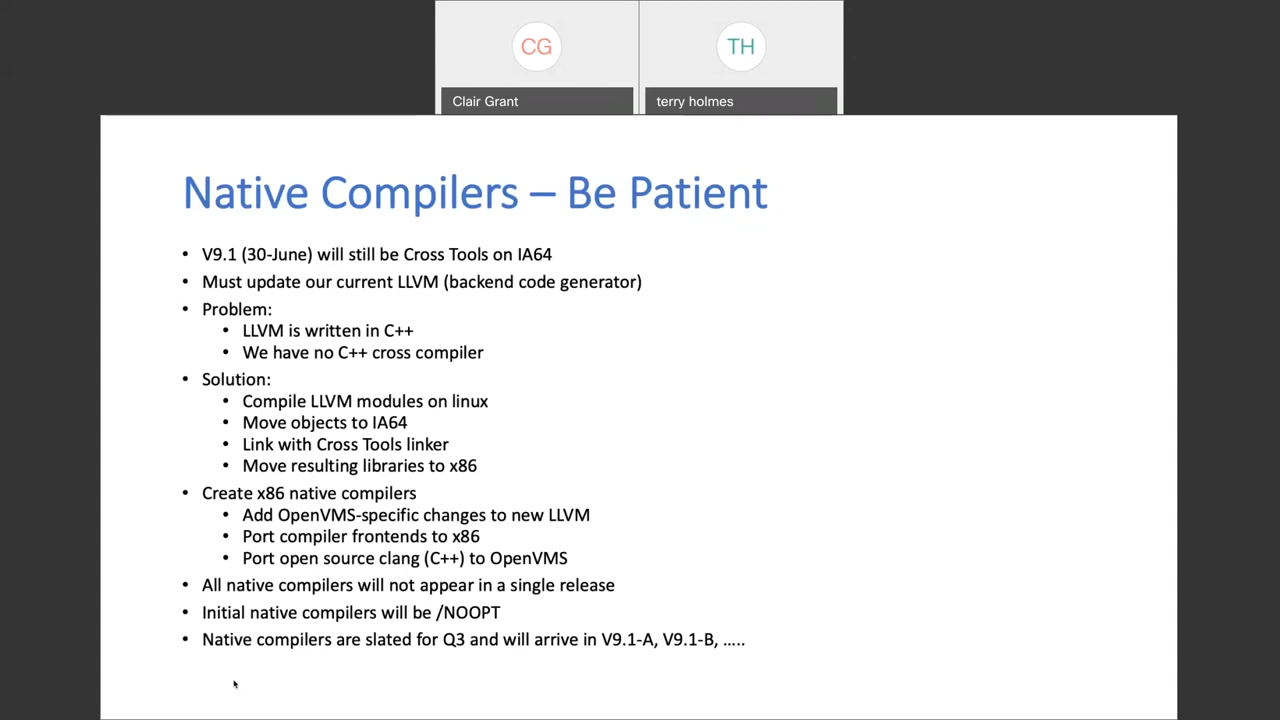 CG
TH
Clair Grant
terry holmes
Native Compilers – Be Patient
• V9.1 (30-June) will still be Cross Tools on IA64
• Must update our current LLVM (backend code generator)
• Problem:
• LLVM is written in C++
• We have no C++ cross compiler
• Solution:
• Compile LLVM modules on linux
• Move objects to IA64
• Link with Cross Tools linker
• Move resulting libraries to x86
• Create x86 native compilers
• Add OpenVMS-specific changes to new LLVM
• Port compiler frontends to x86
• Port open source clang (C++) to OpenVMS
• All native compilers will not appear in a single release
• Initial native compilers will be /NOOPT
• Native compilers are slated for Q3 and will arrive in V9.1-A, V9.1-B, .....